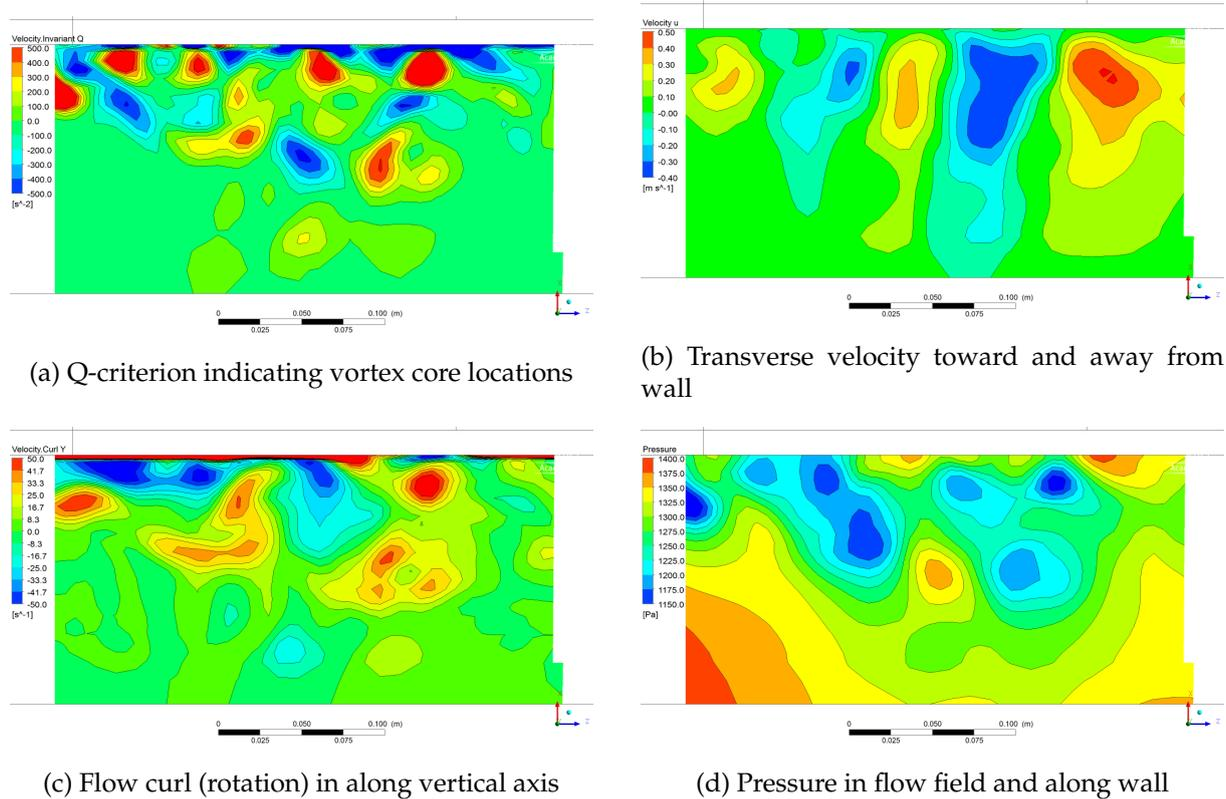 Velocity.Invariant Q
500.0
400.0
300.0
200.0
100.0
0.0
-100.0
-200.0
-300.0
-400.0
-500.0
[s^-2]
Aca
0 0.050 0.100 (m)
0.025 0.075
Z
(a) Q-criterion indicating vortex core locations
Velocity u
0.50
0.40
0.30
0.20
0.10
-0.00
-0.10
-0.20
-0.30
-0.40
[m s^-1]
Aca
0 0.050 0.100 (m)
0.025 0.075
Z
(b) Transverse velocity toward and away from
wall
Velocity.Curl Y
50.0
41.7
33.3
25.0
16.7
8.3
0.0
-8.3
-16.7
-25.0
-33.3
-41.7
-50.0
[s^-1]
Aca
0 0.050 0.100 (m)
0.025 0.075
Z
(c) Flow curl (rotation) in along vertical axis
Pressure
1400.0
1375.0
1350.0
1325.0
1300.0
1275.0
1250.0
1225.0
1200.0
1175.0
1150.0
[Pa]
Aca
0 0.050 0.100 (m)
0.025 0.075
Z
(d) Pressure in flow field and along wall